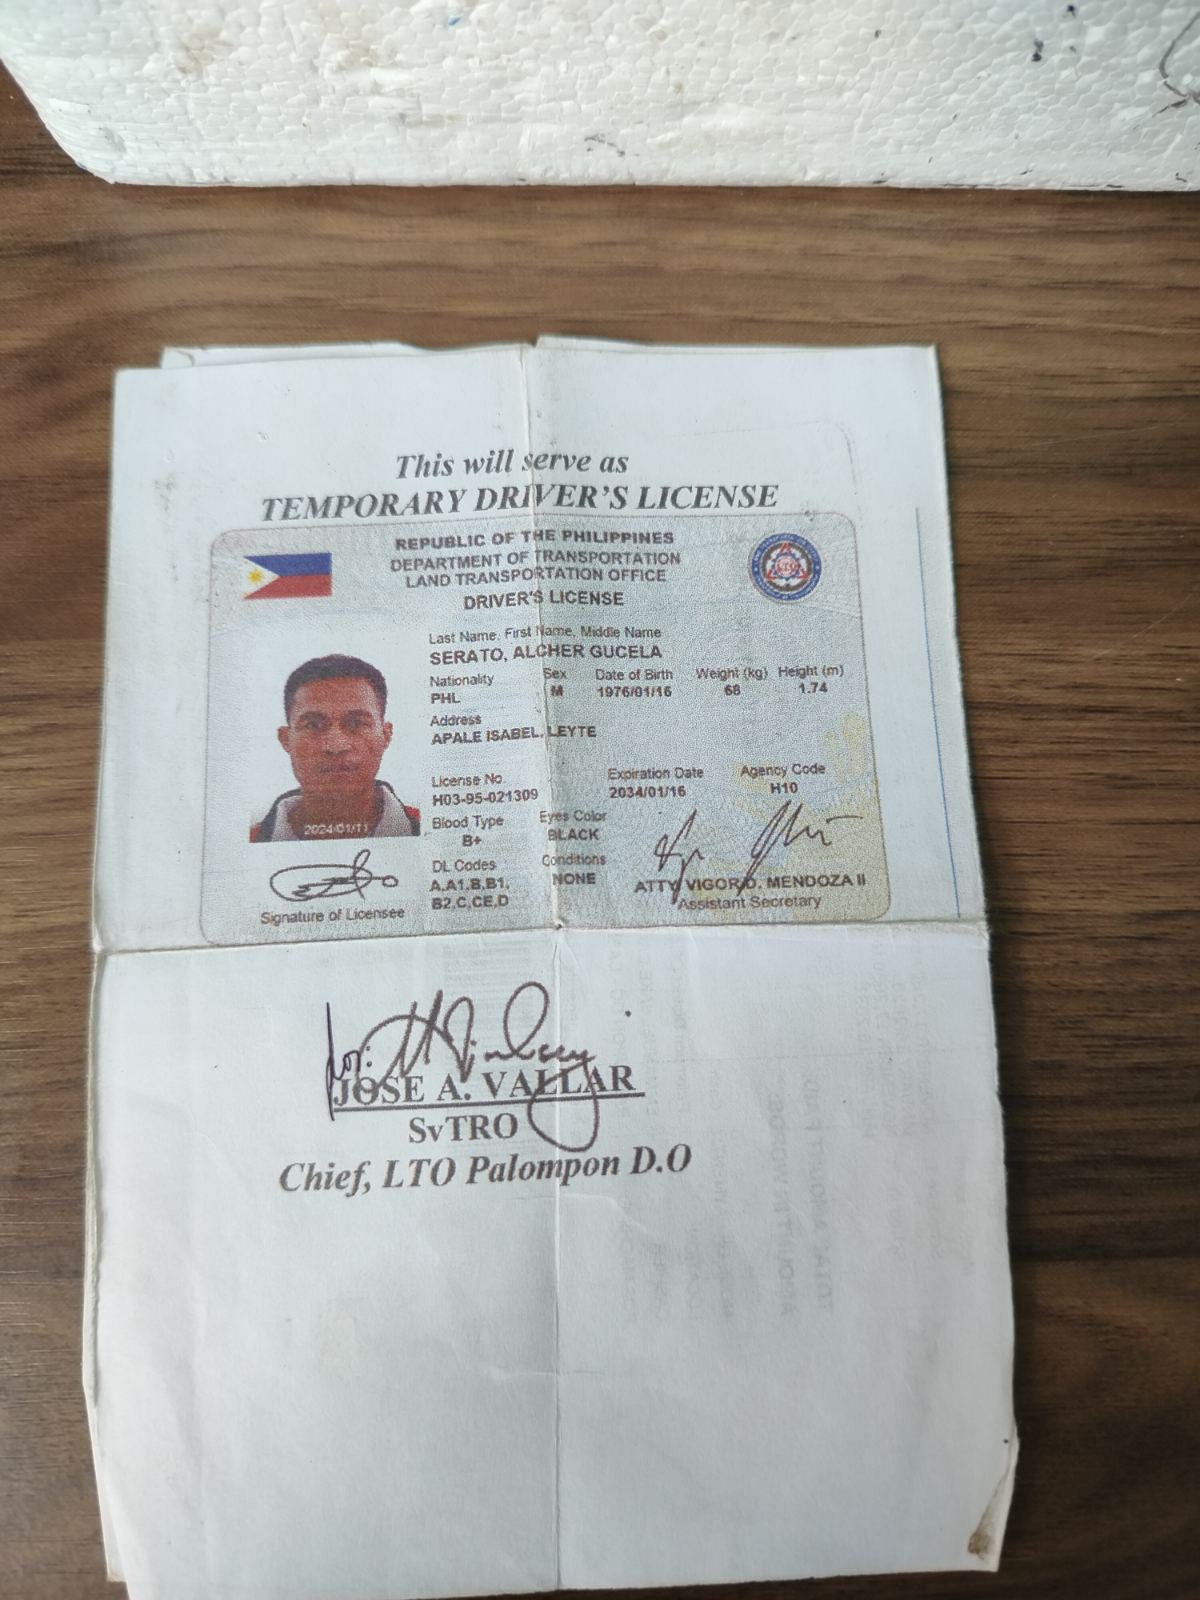 This will serve as
TEMPORARY DRIVER'S LICENSE
REPUBLIC OF THE PHILIPPINES
DEPARTMENT OF TRANSPORTATION
LAND TRANSPORTATION OFFICE
DRIVER'S LICENSE
Last Name, First Name, Middle Name
SERATO, ALCHER GUCELA
Nationality Sex Date of Birth Weight (kg) Height (m)
PHL M 1976/01/16 68 1.74
Address
APALE ISABEL, LEYTE
License No. Expiration Date Agency Code
H03-95-021309 2034/01/16 H10
2024/01/11
Blood Type Eyes Color
B+ BLACK
DL Codes Conditions
A,A1,B,B1, NONE
B2,C,CE,D
ATTY VIGOR D. MENDOZA II
Assistant Secretary
Signature of Licensee
for:
JOSE A. VALLAR
SvTRO
Chief, LTO Palompon D.O